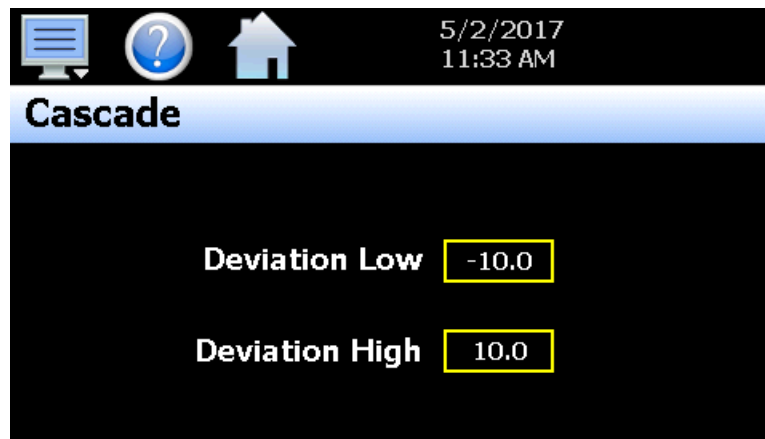 ?
5/2/2017
11:33 AM
Cascade
Deviation Low -10.0
Deviation High 10.0